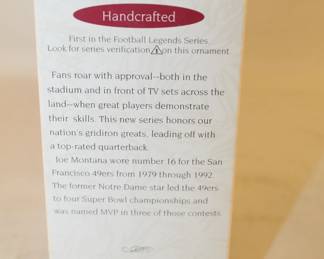 Handcrafted
First in the Football Legends Series
Look for series verification on this ornament
Fans roar with approval—both in the
stadium and in front of TV sets across the
land—when great players demonstrate
their skills. This new series honors our
nation's gridiron greats, leading off with
a top-rated quarterback.
Joe Montana wore number 16 for the San
Francisco 49ers from 1979 through 1992.
The former Notre Dame star led the 49ers
to four Super Bowl championships and
was named MVP in three of those contests.